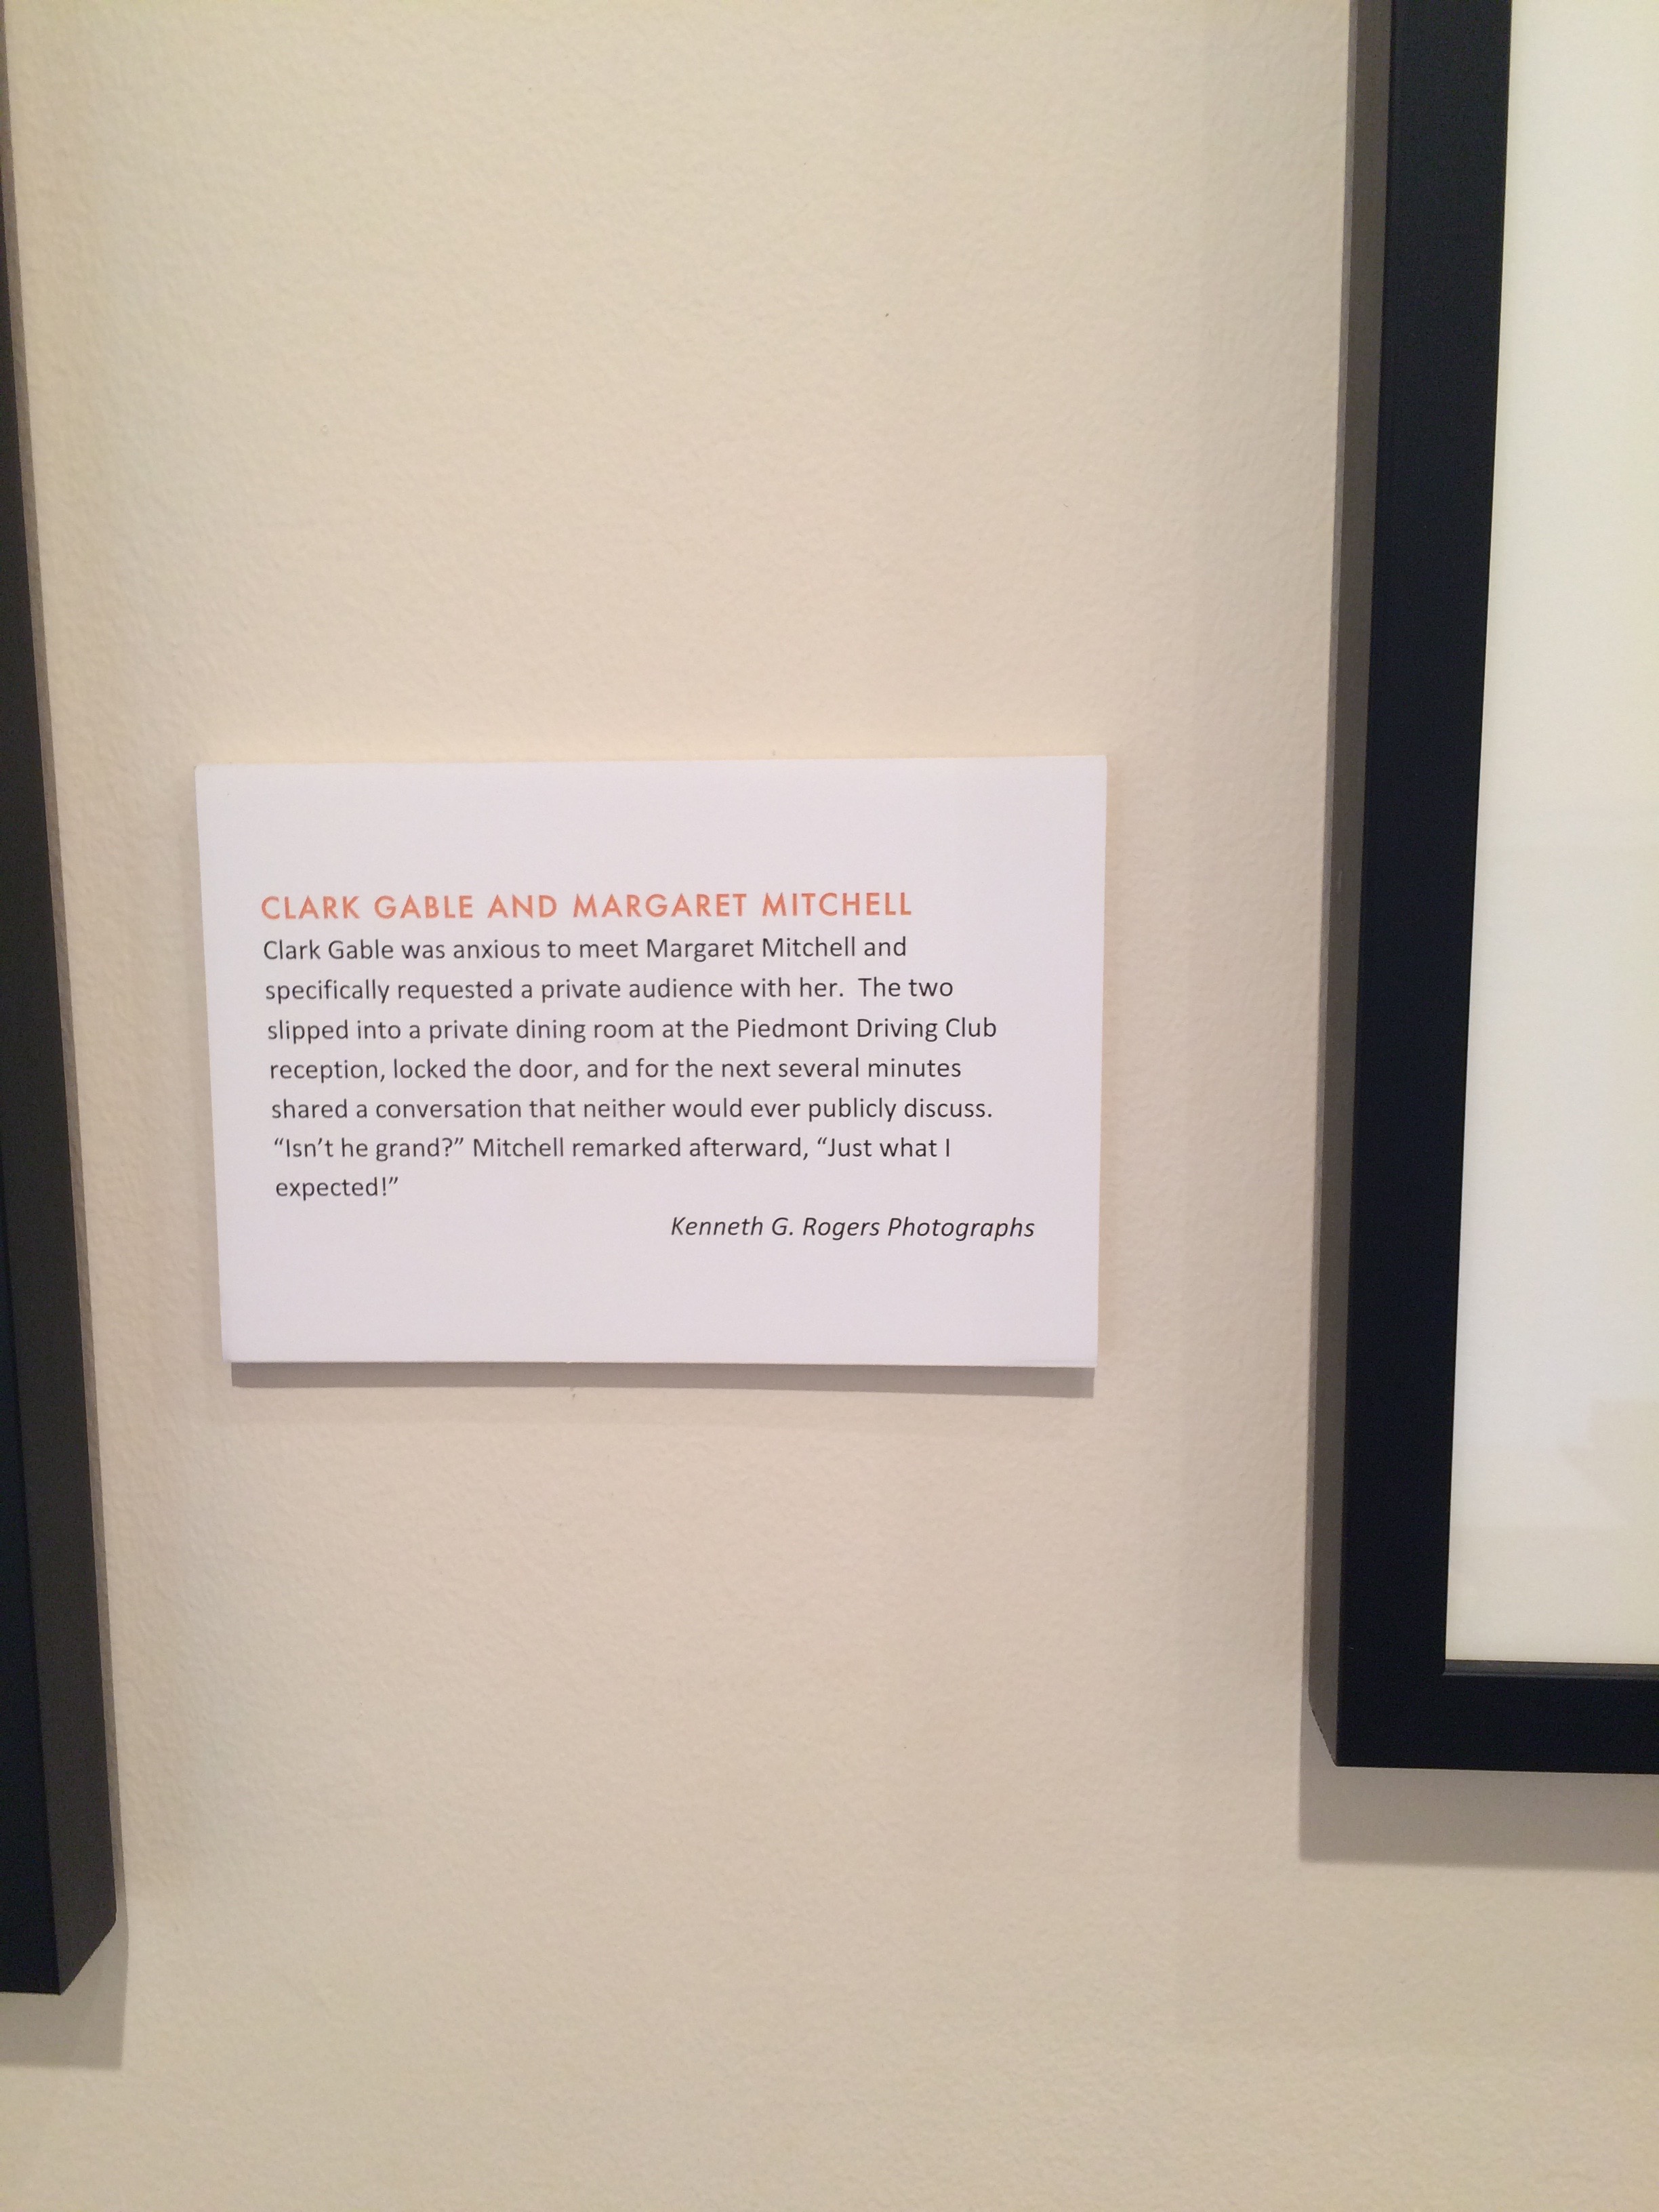 CLARK GABLE AND MARGARET MITCHELL
Clark Gable was anxious to meet Margaret Mitchell and
specifically requested a private audience with her.  The two
slipped into a private dining room at the Piedmont Driving Club
reception, locked the door, and for the next several minutes
shared a conversation that neither would ever publicly discuss.
“Isn’t he grand?” Mitchell remarked afterward, “Just what I
expected!”
Kenneth G. Rogers Photographs